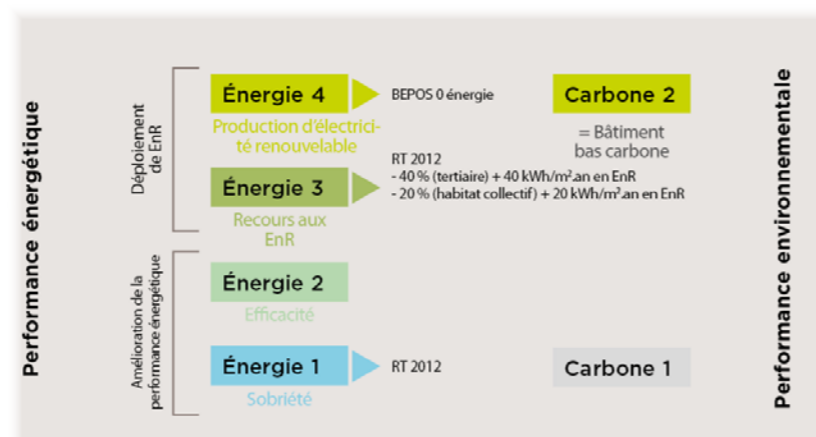 Performance énergétique
Déploiement
de EnR
Énergie 4
BEPOS 0 énergie
Production d'électrici-
té renouvelable
Énergie 3
RT 2012
- 40 % (tertiaire) + 40 kWh/m².an en EnR
- 20 % (habitat collectif) + 20 kWh/m².an en EnR
Recours aux
EnR
Amélioration de la
performance énergétique
Énergie 2
Efficacité
Énergie 1
RT 2012
Sobriété
Carbone 2
= Bâtiment
bas carbone
Carbone 1
Performance environnementale